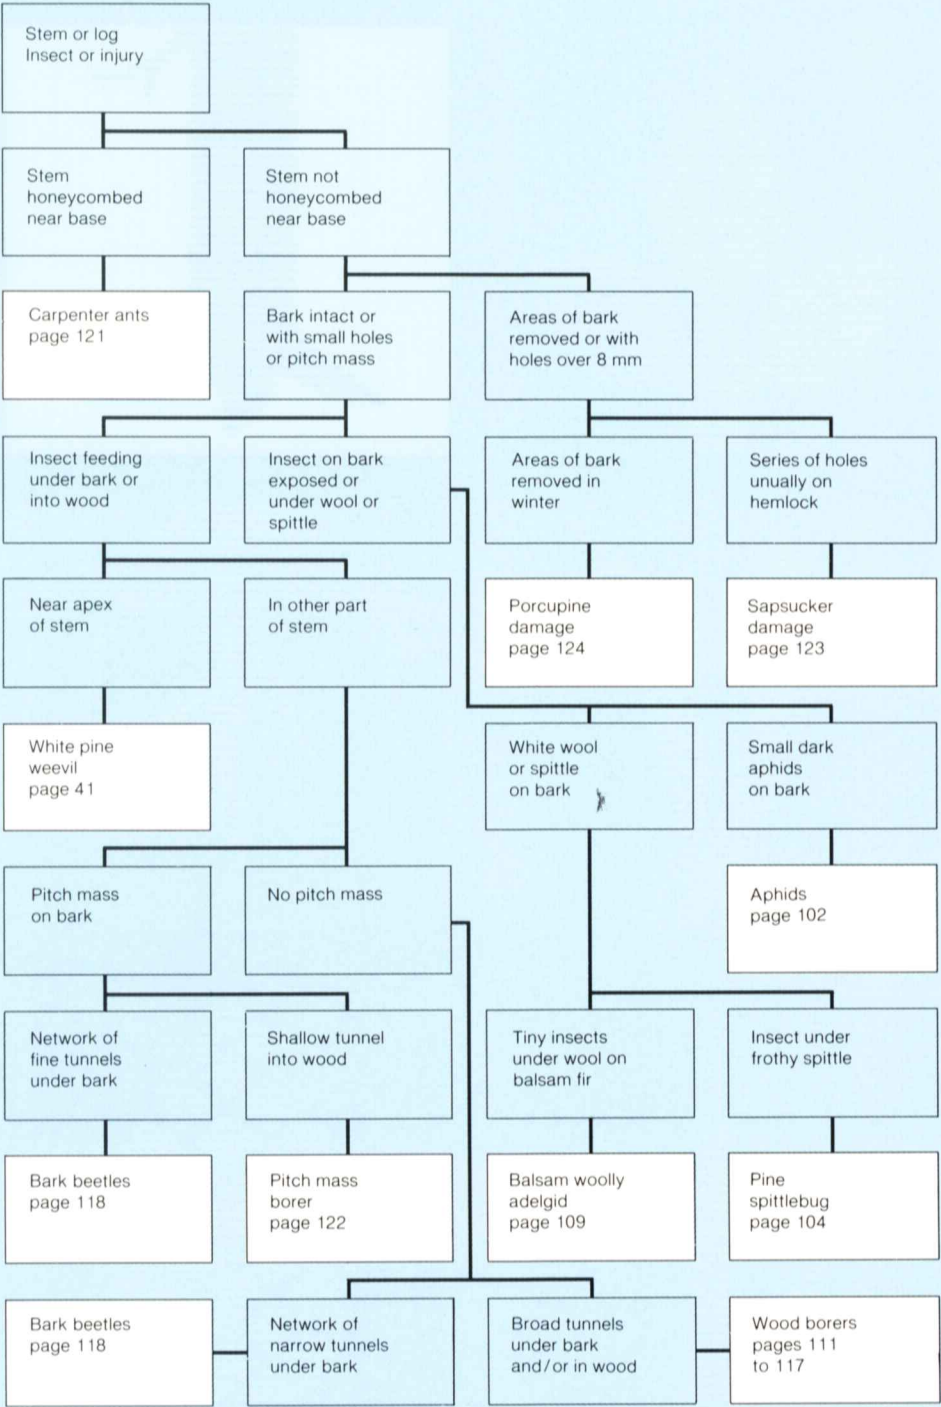 Stem or log
Insect or injury
Stem
honeycombed
near base
Stem not
honeycombed
near base
Carpenter ants
page 121
Bark intact or
with small holes
or pitch mass
Areas of bark
removed or with
holes over 8 mm
Insect feeding
under bark or
into wood
Insect on bark
exposed or
under wool or
spittle
Areas of bark
removed in
winter
Series of holes
unually on
hemlock
Near apex
of stem
In other part
of stem
Porcupine
damage
page 124
Sapsucker
damage
page 123
White pine
weevil
page 41
White wool
or spittle
on bark
Small dark
aphids
on bark
Pitch mass
on bark
No pitch mass
Aphids
page 102
Network of
fine tunnels
under bark
Shallow tunnel
into wood
Tiny insects
under wool on
balsam fir
Insect under
frothy spittle
Bark beetles
page 118
Pitch mass
borer
page 122
Balsam woolly
adelgid
page 109
Pine
spittlebug
page 104
Bark beetles
page 118
Network of
narrow tunnels
under bark
Broad tunnels
under bark
and/or in wood
Wood borers
pages 111
to 117